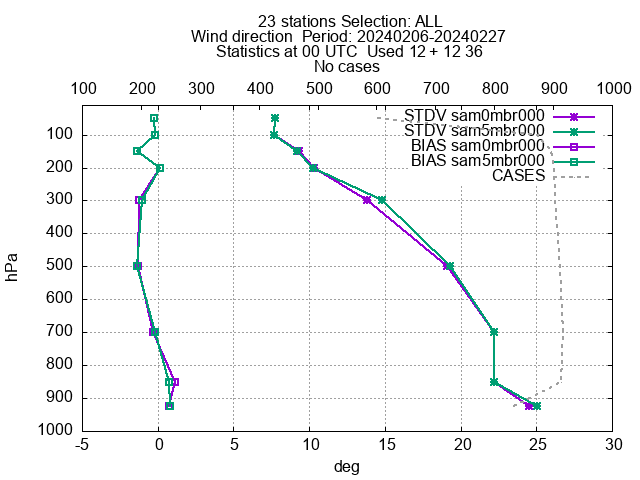 23 stations Selection: ALL
Wind direction  Period: 20240206-20240227
Statistics at 00 UTC  Used 12 + 12 36
No cases
100 200 300 400 500 600 700 800 900 1000
STDV sam0mbr000
STDV sam5mbr000
BIAS sam0mbr000
BIAS sam5mbr000
CASES
100
200
300
400
500
600
700
800
900
1000
hPa
-5 0 5 10 15 20 25 30
deg